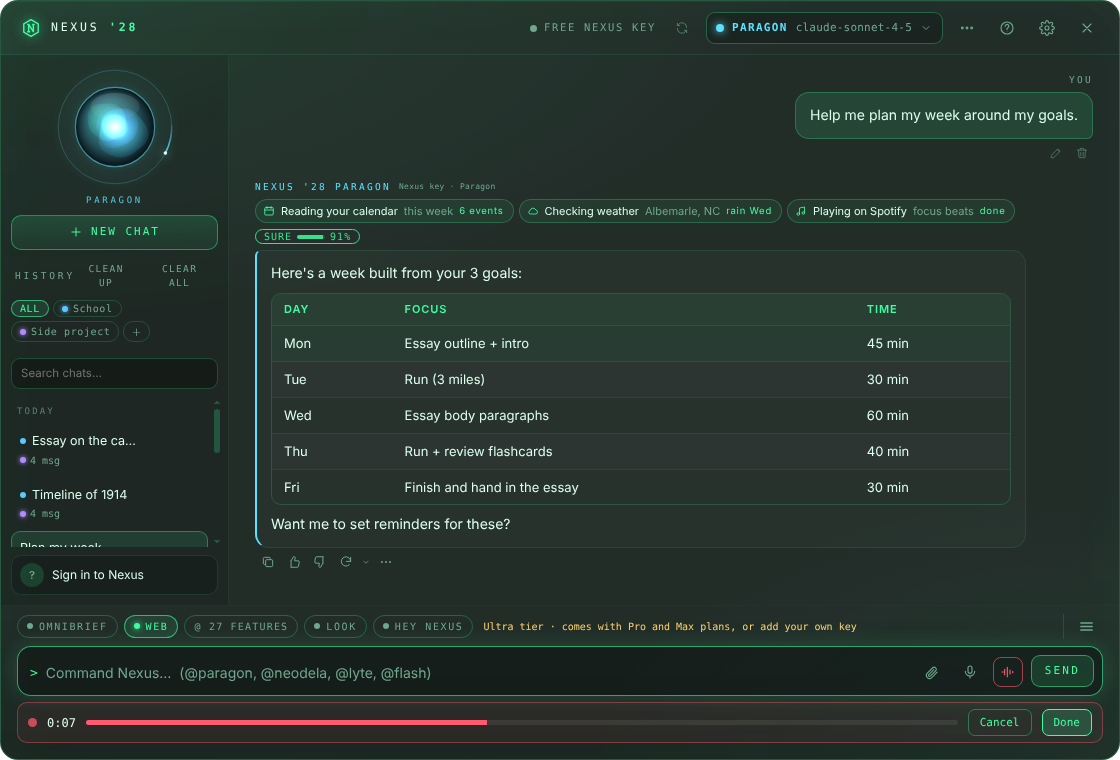 NEXUS '28
FREE NEXUS KEY
PARAGON claude-sonnet-4-5
PARAGON
+ NEW CHAT
HISTORY CLEAN UP CLEAR ALL
ALL School
Side project +
Search chats...
TODAY
Essay on the ca...
4 msg
Timeline of 1914
4 msg
Plan my week
? Sign in to Nexus
YOU
Help me plan my week around my goals.
NEXUS '28 PARAGON Nexus key · Paragon
Reading your calendar this week 6 events Checking weather Albemarle, NC rain Wed Playing on Spotify focus beats done
SURE 91%
Here's a week built from your 3 goals:
DAY FOCUS TIME
Mon Essay outline + intro 45 min
Tue Run (3 miles) 30 min
Wed Essay body paragraphs 60 min
Thu Run + review flashcards 40 min
Fri Finish and hand in the essay 30 min
Want me to set reminders for these?
OMNIBRIEF WEB @ 27 FEATURES LOOK HEY NEXUS Ultra tier · comes with Pro and Max plans, or add your own key
> Command Nexus... (@paragon, @neodela, @lyte, @flash) SEND
0:07 Cancel Done